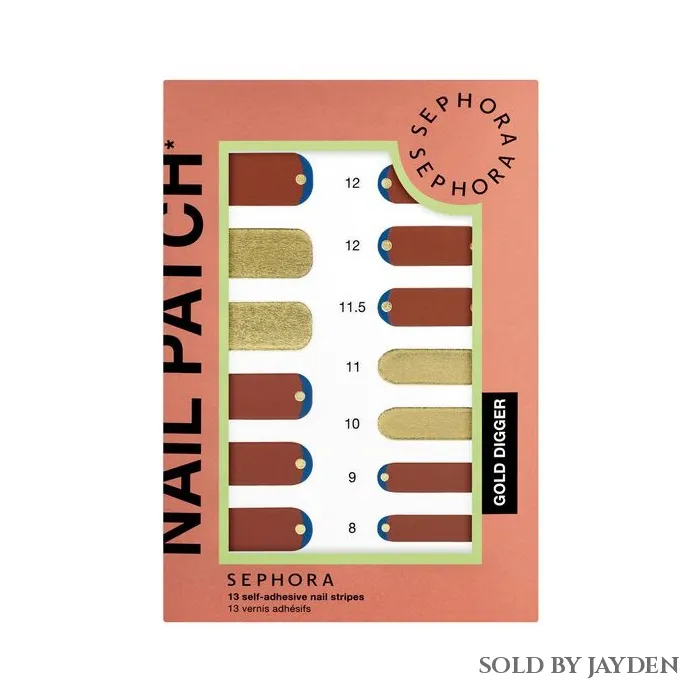 SEPHORA
SEPHORA
NAIL PATCH*
12
12
11.5
11
10
9
8
GOLD DIGGER
SEPHORA
13 self-adhesive nail stripes
13 vernis adhésifs
SOLD BY JAYDEN